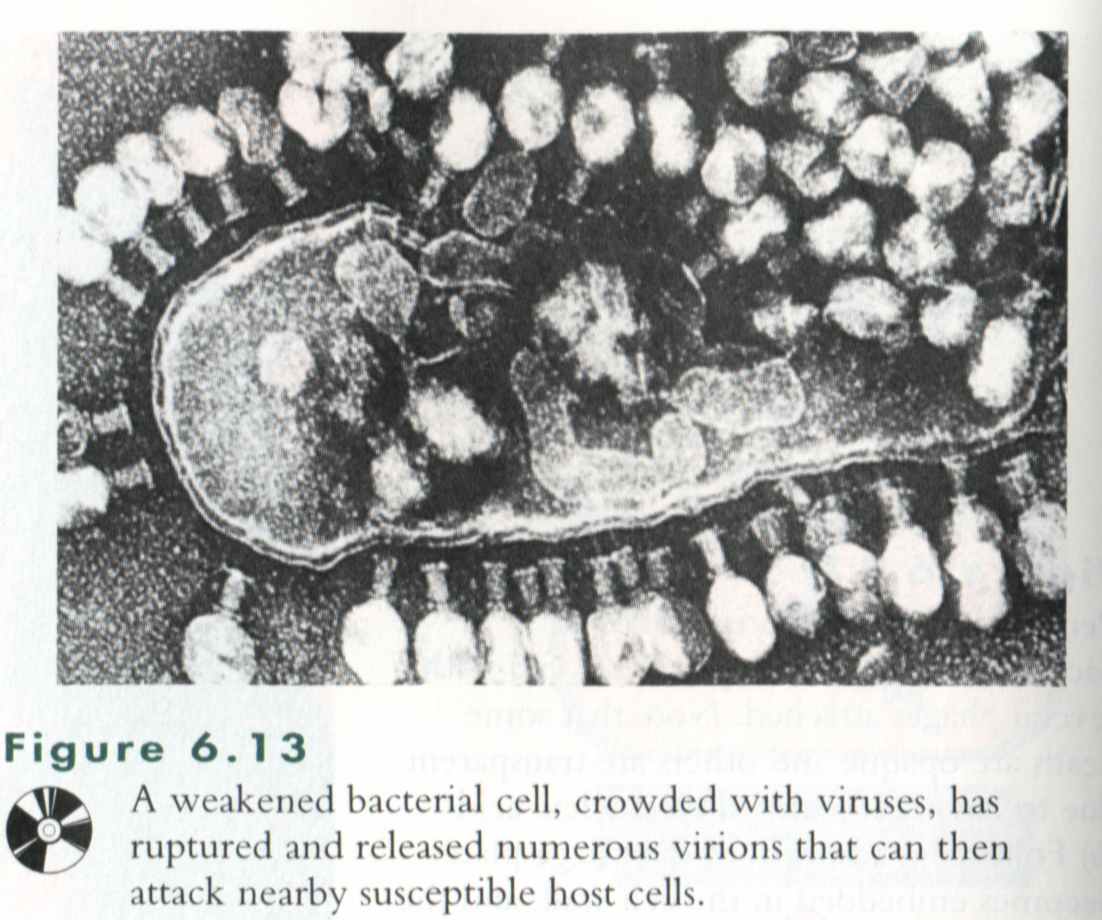 Figure 6.13
A weakened bacterial cell, crowded with viruses, has
ruptured and released numerous virions that can then
attack nearby susceptible host cells.